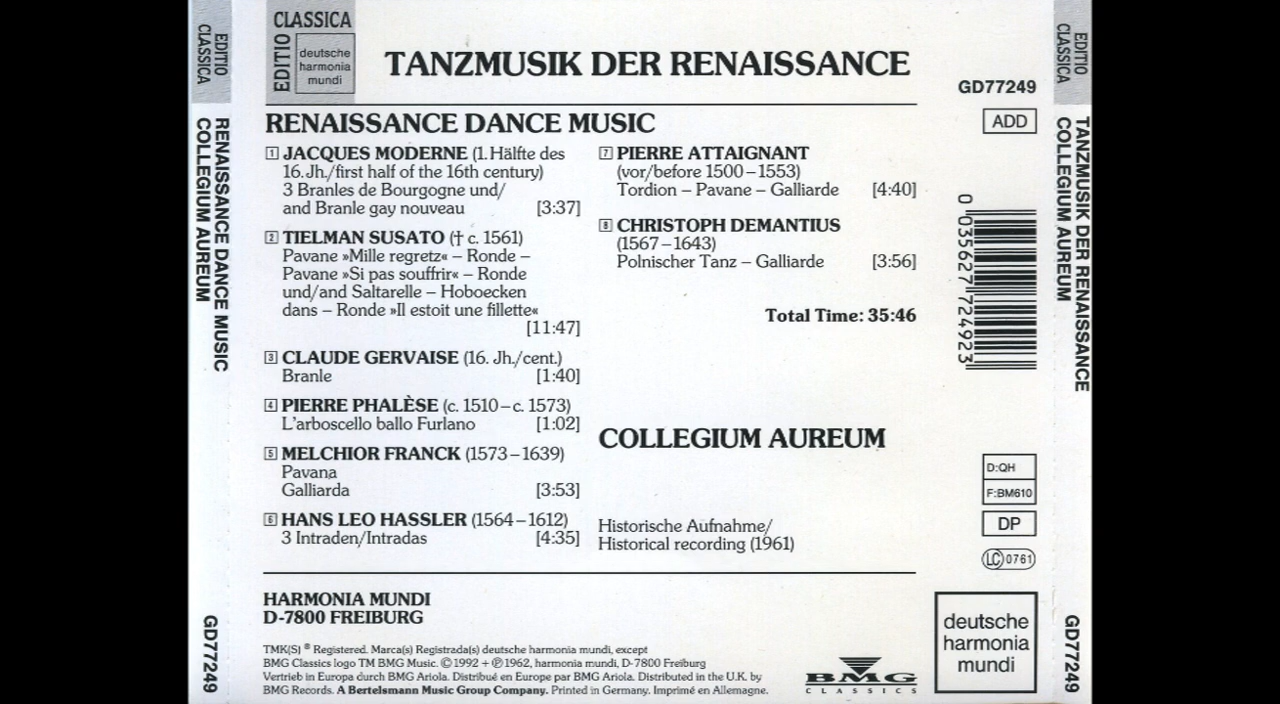 EDITIO
CLASSICA
RENAISSANCE DANCE MUSIC
COLLEGIUM AUREUM
GD77249
EDITIO
CLASSICA
deutsche
harmonia
mundi
TANZMUSIK DER RENAISSANCE
GD77249
ADD
RENAISSANCE DANCE MUSIC
1 JACQUES MODERNE (1. Hälfte des
16. Jh./first half of the 16th century)
3 Branles de Bourgogne und/
and Branle gay nouveau [3:37]
2 TIELMAN SUSATO († c. 1561)
Pavane »Mille regretz« – Ronde –
Pavane »Si pas souffrir« – Ronde
und/and Saltarelle – Hoboecken
dans – Ronde »Il estoit une fillette«
[11:47]
3 CLAUDE GERVAISE (16. Jh./cent.)
Branle [1:40]
4 PIERRE PHALÈSE (c. 1510 – c. 1573)
L'arboscello ballo Furlano [1:02]
5 MELCHIOR FRANCK (1573 – 1639)
Pavana
Galliarda [3:53]
6 HANS LEO HASSLER (1564 – 1612)
3 Intraden/Intradas [4:35]
7 PIERRE ATTAIGNANT
(vor/before 1500 – 1553)
Tordion – Pavane – Galliarde [4:40]
8 CHRISTOPH DEMANTIUS
(1567 – 1643)
Polnischer Tanz – Galliarde [3:56]
Total Time: 35:46
COLLEGIUM AUREUM
Historische Aufnahme/
Historical recording (1961)
0 035627 724923
D:QH
F:BM610
DP
LC 0761
HARMONIA MUNDI
D-7800 FREIBURG
TMK(S) ® Registered. Marca(s) Registrada(s) deutsche harmonia mundi, except
BMG Classics logo TM BMG Music. © 1992 + ℗ 1962, harmonia mundi, D-7800 Freiburg
Vertrieb in Europa durch BMG Ariola. Distribué en Europe par BMG Ariola. Distributed in the U.K. by
BMG Records. A Bertelsmann Music Group Company. Printed in Germany. Imprimé en Allemagne.
BMG
CLASSICS
deutsche
harmonia
mundi
EDITIO
CLASSICA
TANZMUSIK DER RENAISSANCE
COLLEGIUM AUREUM
GD77249